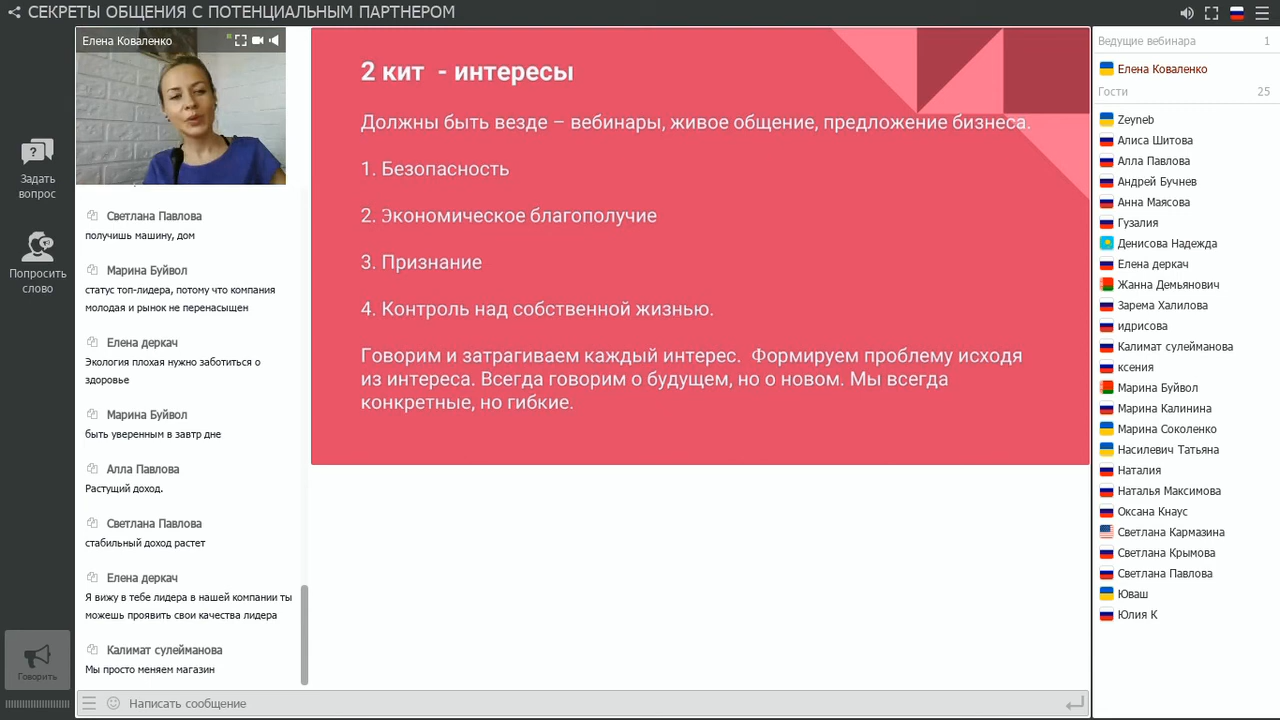 СЕКРЕТЫ ОБЩЕНИЯ С ПОТЕНЦИАЛЬНЫМ ПАРТНЕРОМ
Елена Коваленко
Задать
вопрос
Попросить
слово
Говорить
Светлана Павлова
получишь машину, дом
Марина Буйвол
статус топ-лидера, потому что компания
молодая и рынок не перенасыщен
Елена деркач
Экология плохая нужно заботиться о
здоровье
Марина Буйвол
быть уверенным в завтр дне
Алла Павлова
Растущий доход.
Светлана Павлова
стабильный доход растет
Елена деркач
Я вижу в тебе лидера в нашей компании ты
можешь проявить свои качества лидера
Калимат сулейманова
Мы просто меняем магазин
Написать сообщение
2 кит - интересы
Должны быть везде – вебинары, живое общение, предложение бизнеса.
1. Безопасность
2. Экономическое благополучие
3. Признание
4. Контроль над собственной жизнью.
Говорим и затрагиваем каждый интерес. Формируем проблему исходя
из интереса. Всегда говорим о будущем, но о новом. Мы всегда
конкретные, но гибкие.
Ведущие вебинара 1
Елена Коваленко
Гости 25
Zeyneb
Алиса Шитова
Алла Павлова
Андрей Бучнев
Анна Маясова
Гузалия
Денисова Надежда
Елена деркач
Жанна Демьянович
Зарема Халилова
идрисова
Калимат сулейманова
ксения
Марина Буйвол
Марина Калинина
Марина Соколенко
Насилевич Татьяна
Наталия
Наталья Максимова
Оксана Кнаус
Светлана Кармазина
Светлана Крымова
Светлана Павлова
Юваш
Юлия К